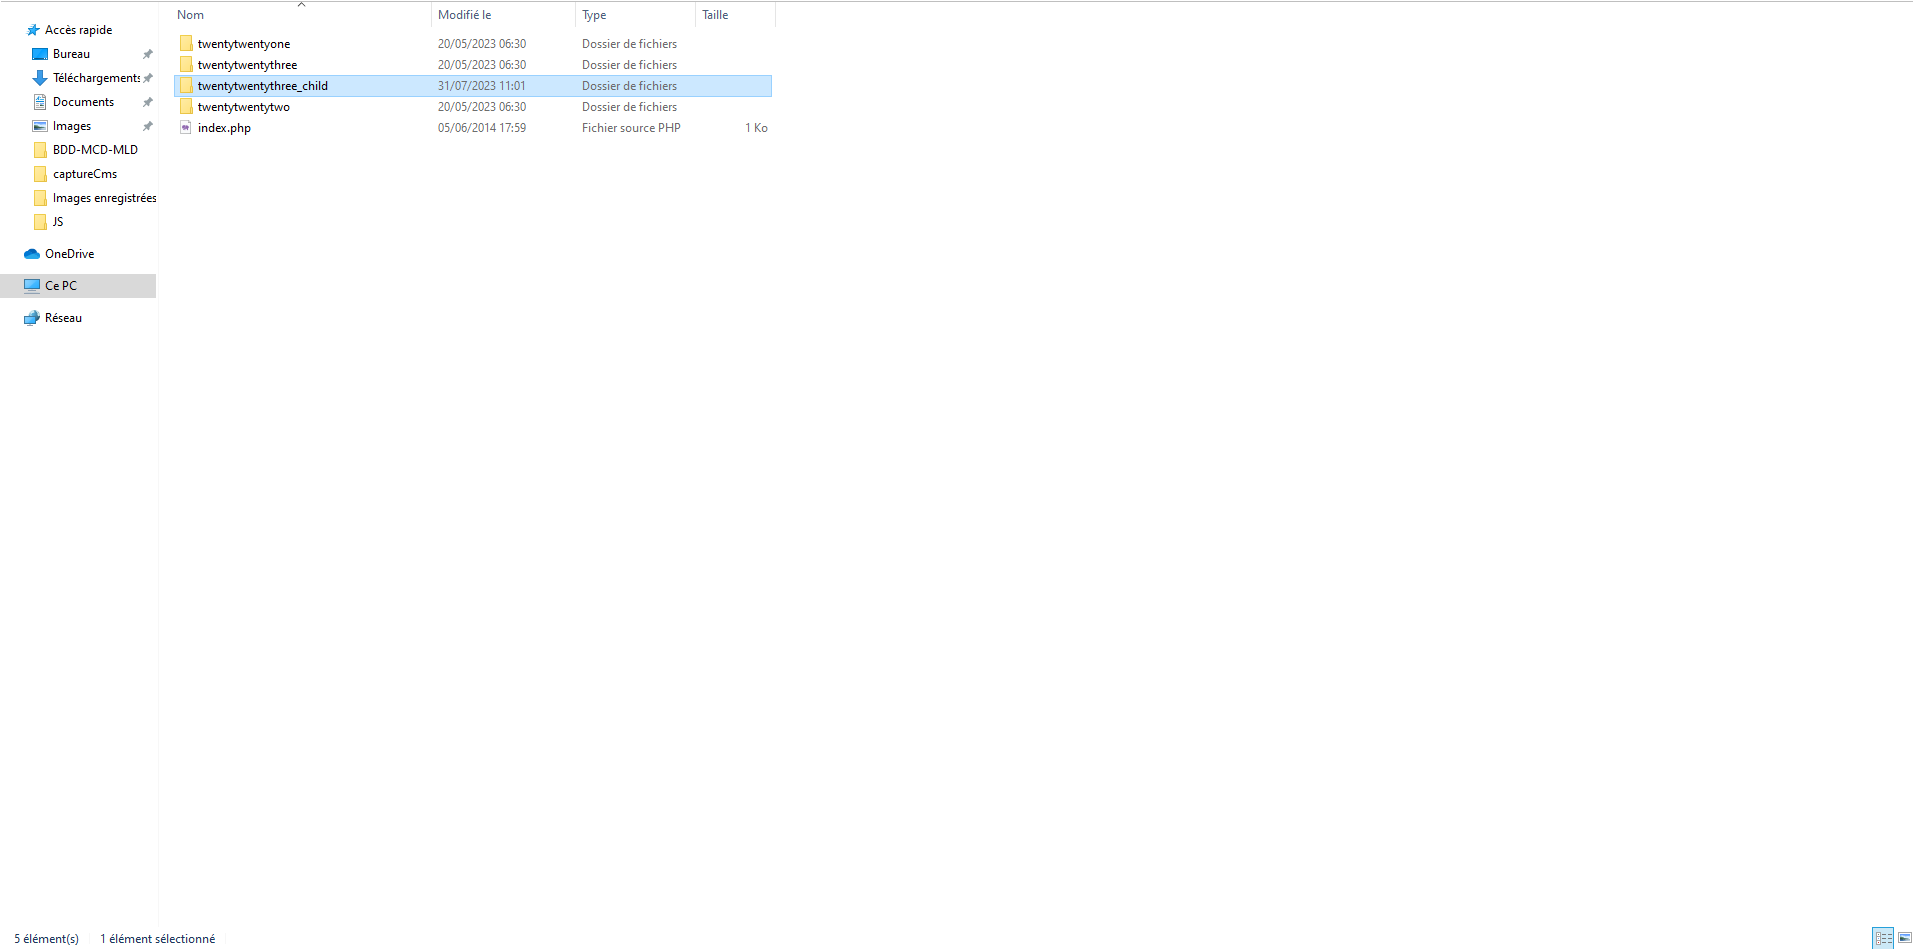 Nom Modifié le Type Taille
Accès rapide
Bureau
Téléchargements
Documents
Images
BDD-MCD-MLD
captureCms
Images enregistrées
JS
OneDrive
Ce PC
Réseau
twentytwentyone 20/05/2023 06:30 Dossier de fichiers
twentytwentythree 20/05/2023 06:30 Dossier de fichiers
twentytwentythree_child 31/07/2023 11:01 Dossier de fichiers
twentytwentytwo 20/05/2023 06:30 Dossier de fichiers
index.php 05/06/2014 17:59 Fichier source PHP 1 Ko
5 élément(s) 1 élément sélectionné